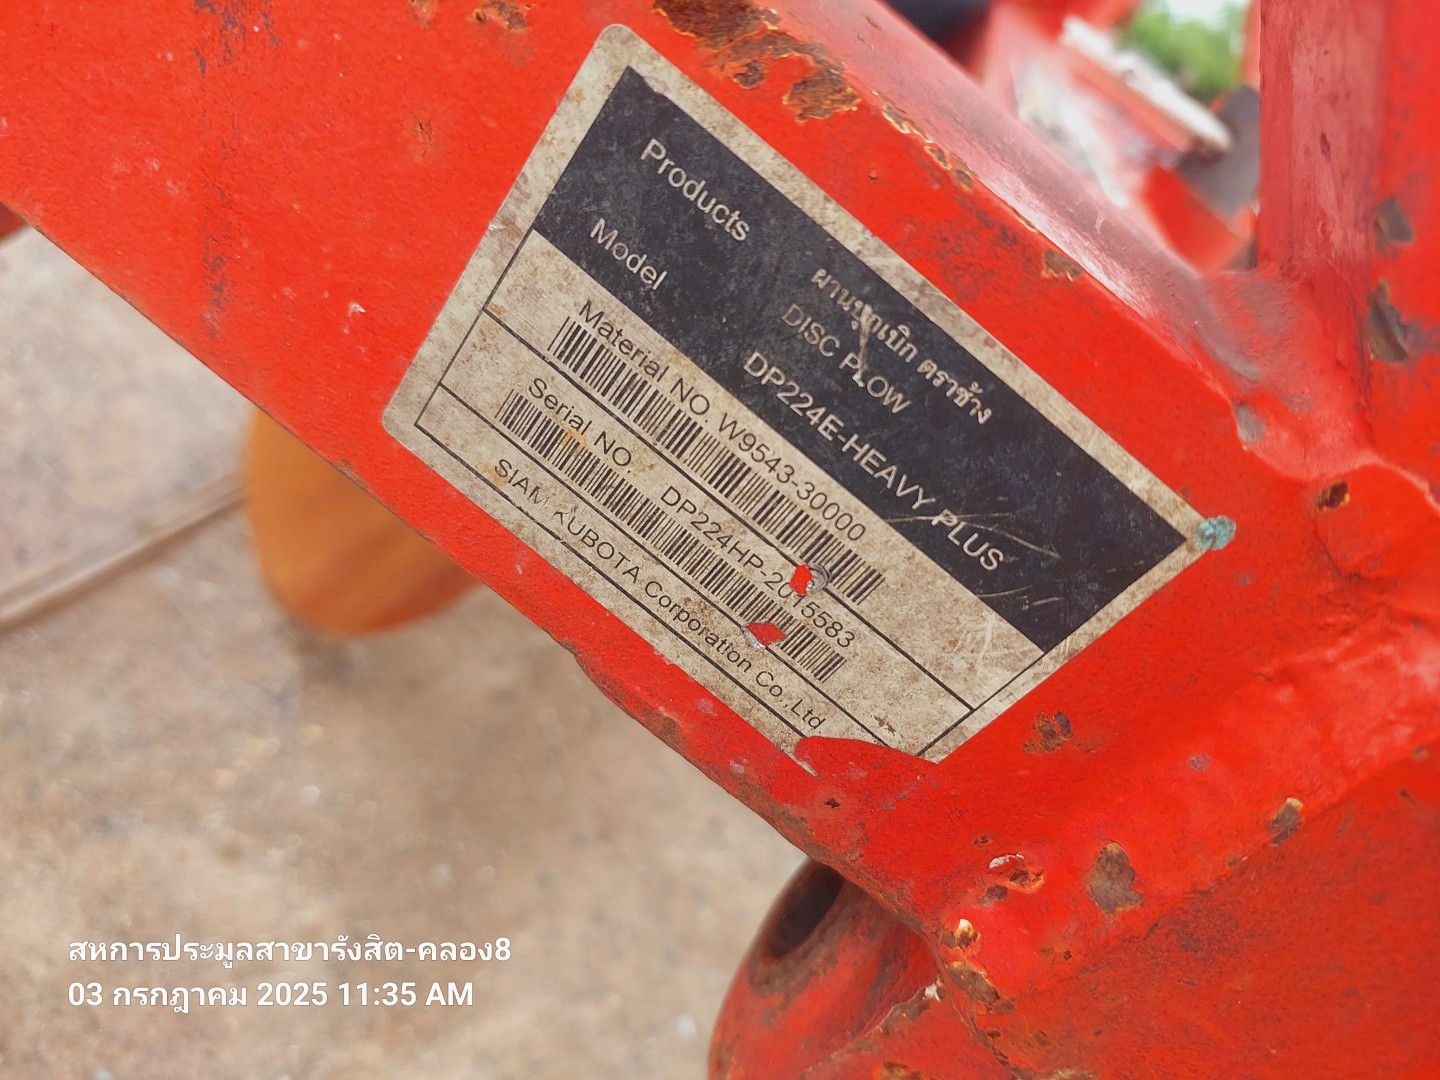 Products
ผานบุกเบิก ตราช้าง
DISC PLOW
Model
DP224E-HEAVY PLUS
Material NO. W9543-30000
Serial NO. DP224HP-2015583
SIAM KUBOTA Corporation Co.,Ltd
สหการประมูลสาขารังสิต-คลอง8
03 กรกฎาคม 2025 11:35 AM